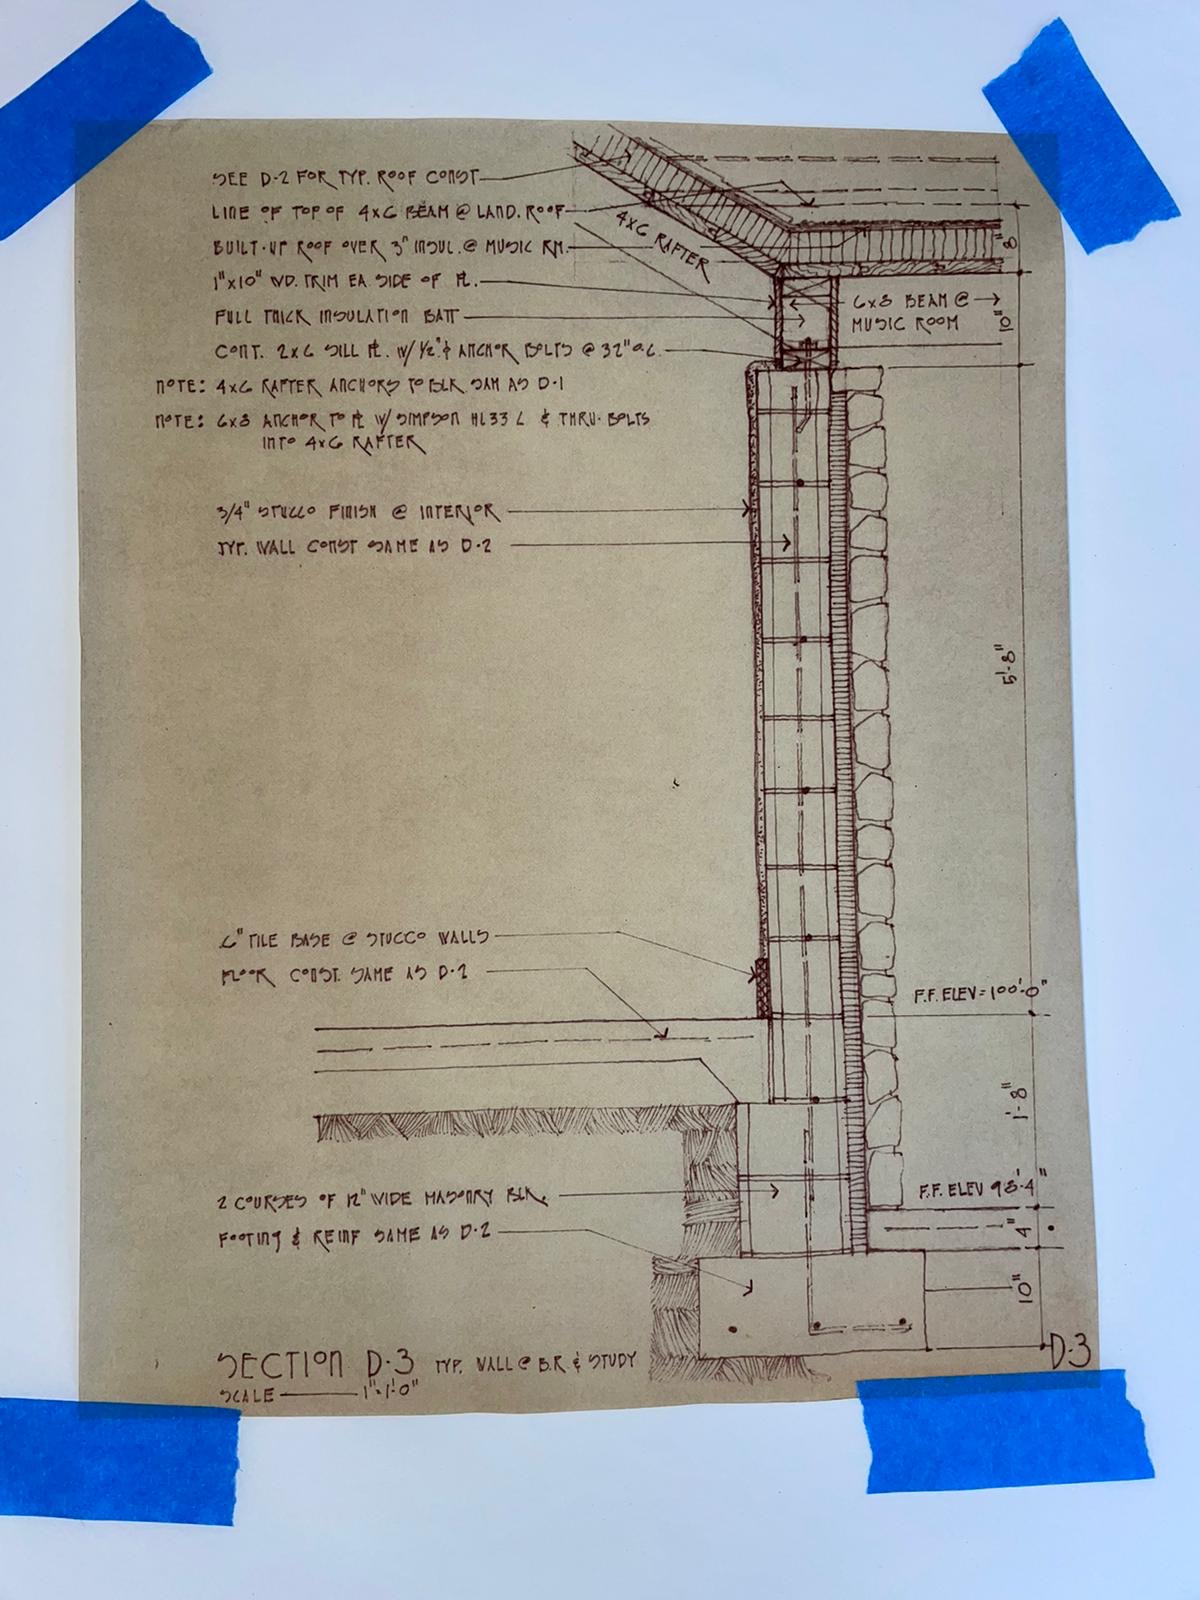 SEE D-2 FOR TYP. ROOF CONST
LINE OF TOP OF 4x6 BEAM @ LAND. ROOF
BUILT-UP ROOF OVER 3" INSUL. @ MUSIC RM.
1"x10" WD. TRIM EA. SIDE OF PL.
FULL THICK INSULATION BATT
CONT. 2x6 SILL PL. W/ 1/2"ϕ ANCHOR BOLTS @ 32" O.C.
NOTE: 4x6 RAFTER ANCHORS TO BLK SAM AS D-1
NOTE: 6x8 ANCHOR TO PL W/ SIMPSON HL33 L & THRU-BOLTS
INTO 4x6 RAFTER
4x6 RAFTER
6x8 BEAM @
MUSIC ROOM
8"
10"
3/4" STUCCO FINISH @ INTERIOR
TYP. WALL CONST SAME AS D-2
5'-8"
6" TILE BASE @ STUCCO WALLS
FLOOR CONST. SAME AS D-2
F.F. ELEV = 100'-0"
1'-8"
2 COURSES OF 12" WIDE MASONRY BLK.
FOOTING & REINF SAME AS D-2
F.F. ELEV 98'-4"
4"
10"
SECTION D-3 TYP. WALL @ B.R. & STUDY
SCALE 1"=1'-0"
D-3